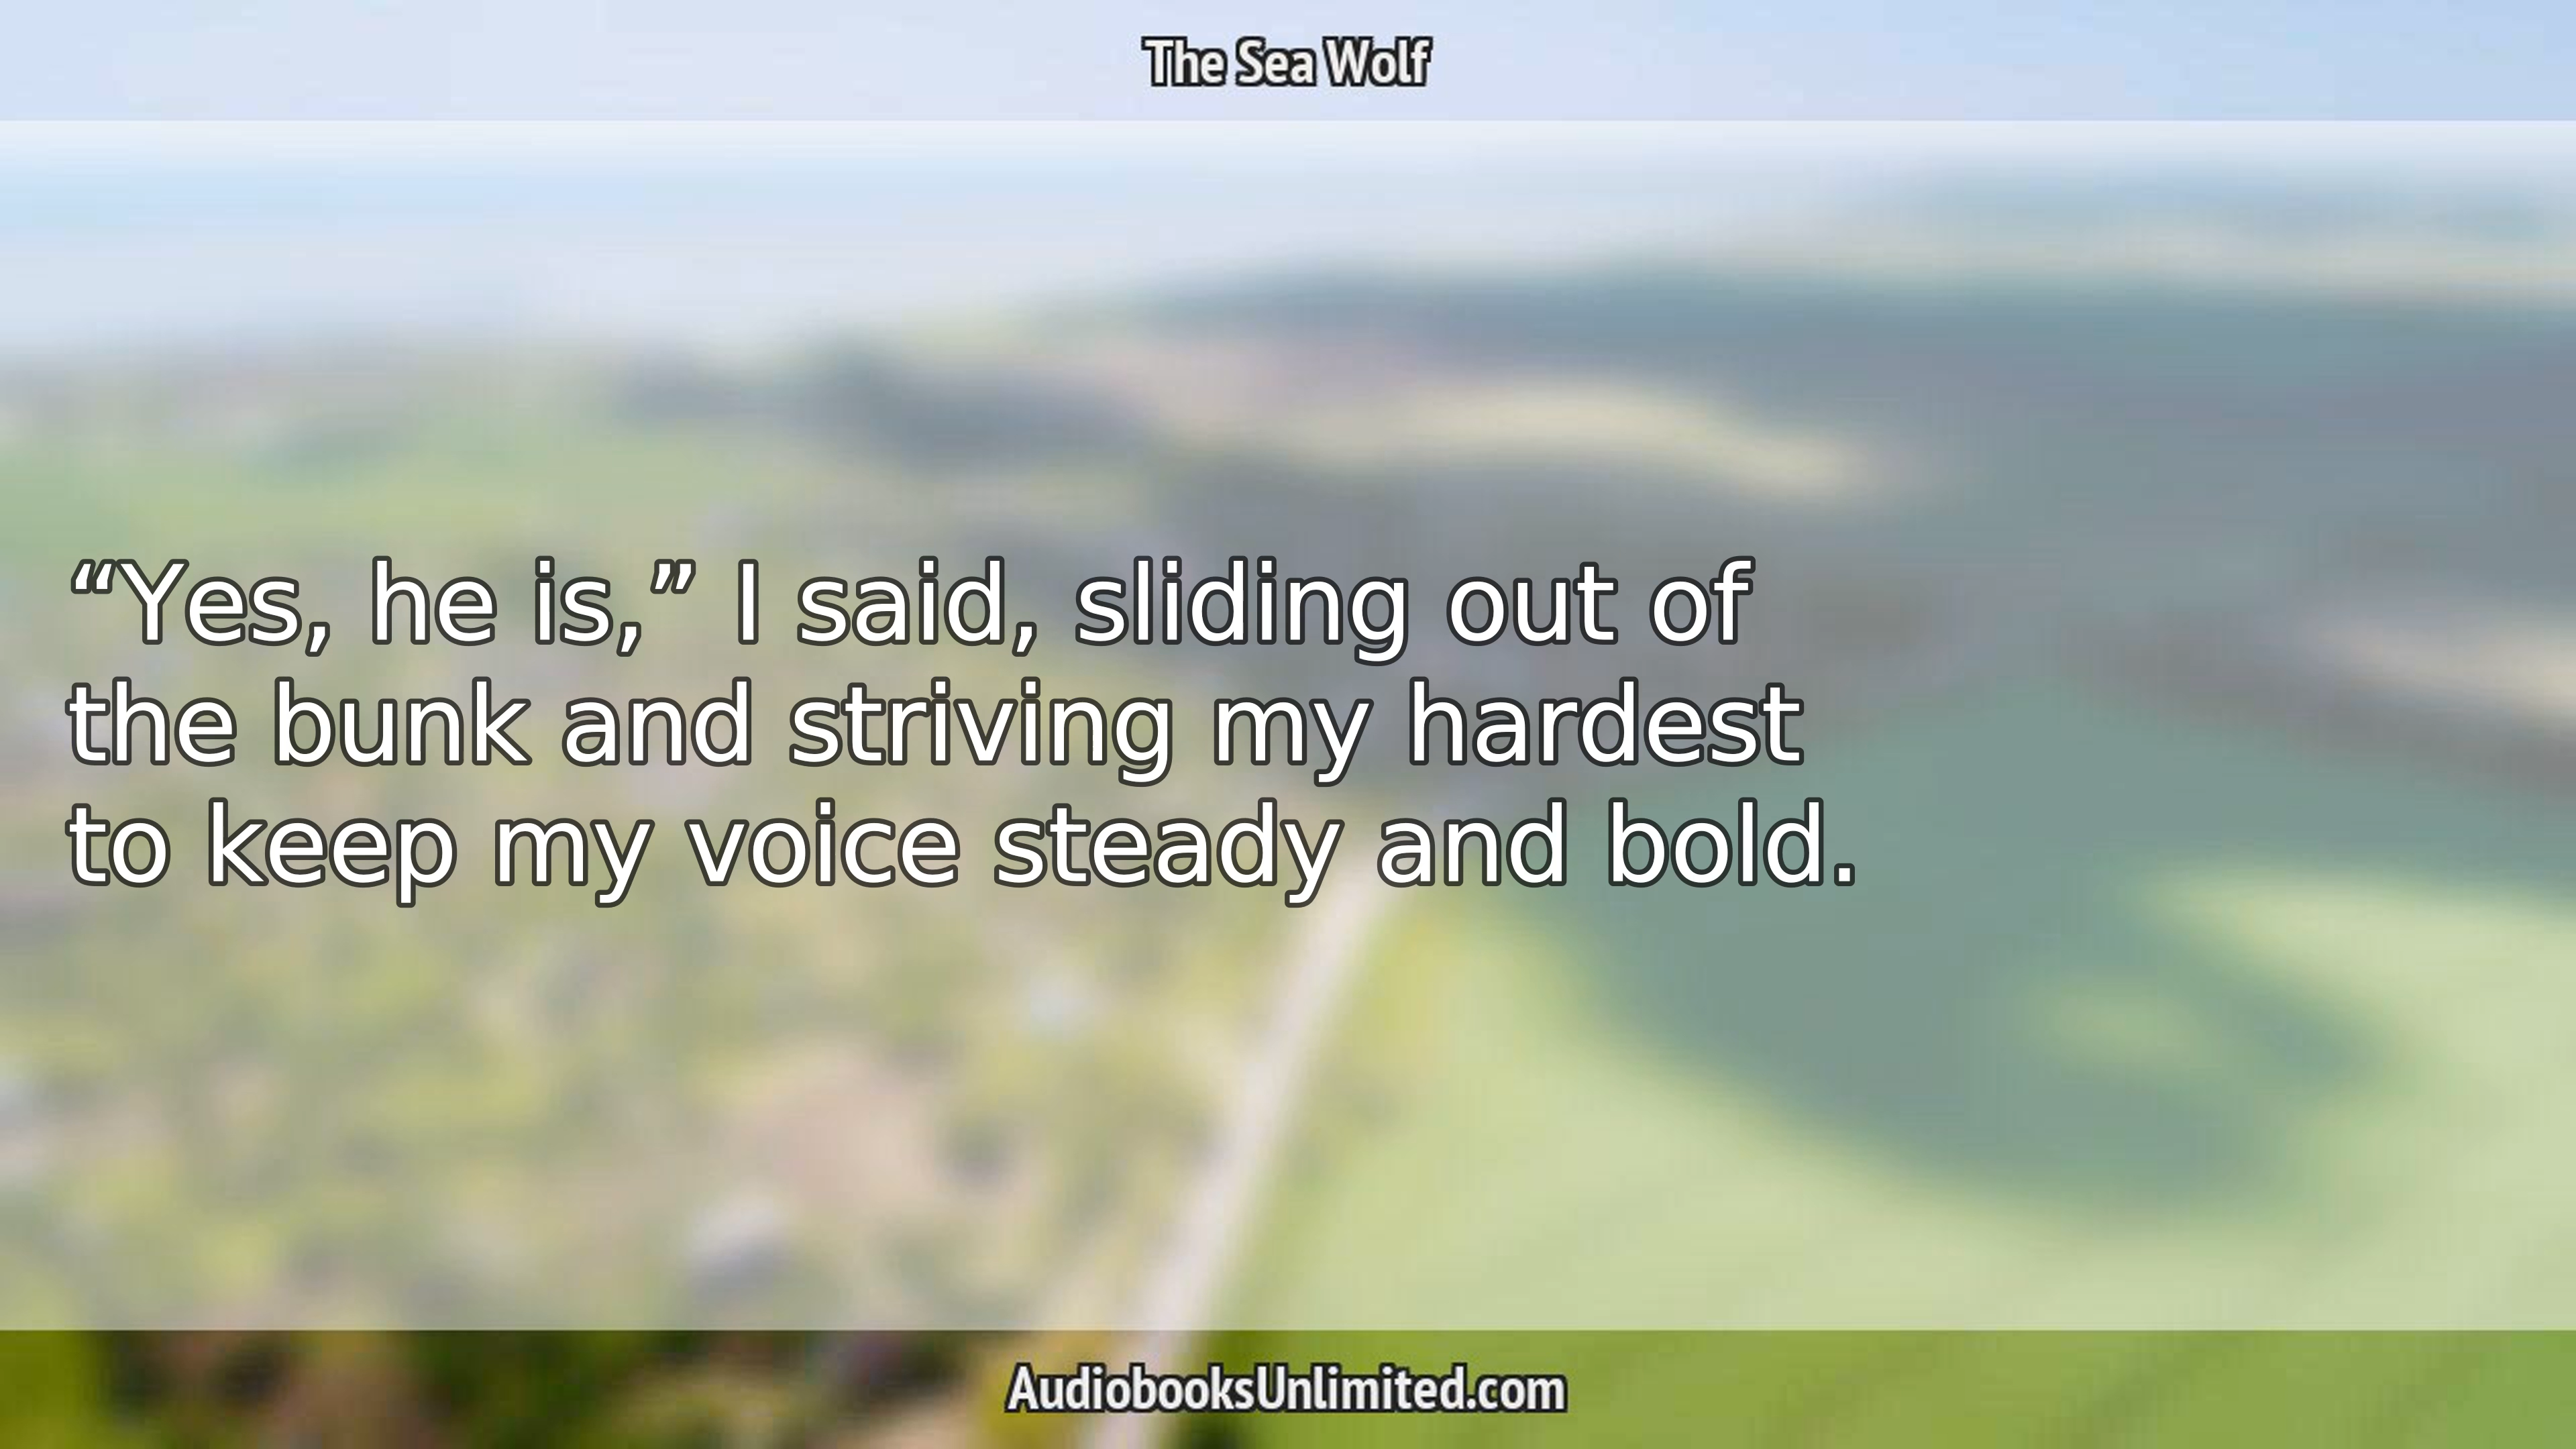 The Sea Wolf
“Yes, he is,” I said, sliding out of
the bunk and striving my hardest
to keep my voice steady and bold.
AudiobooksUnlimited.com